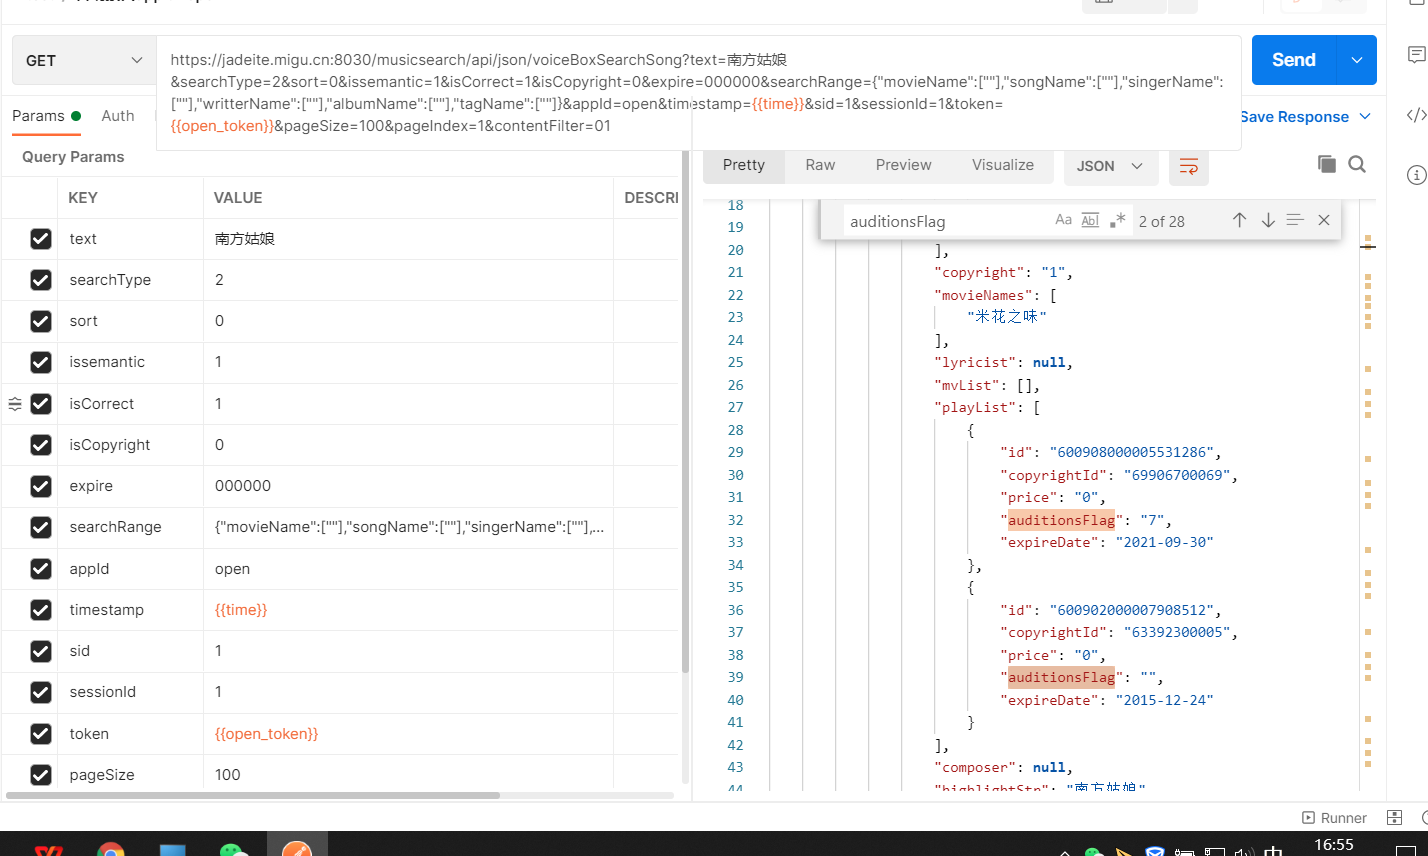 GET
https://jadeite.migu.cn:8030/musicsearch/api/json/voiceBoxSearchSong?text=南方姑娘
&searchType=2&sort=0&issemantic=1&isCorrect=1&isCopyright=0&expire=000000&searchRange={"movieName":[""],"songName":[""],"singerName":
[""],"writterName":[""],"albumName":[""],"tagName":[""]}&appId=open&timestamp={{time}}&sid=1&sessionId=1&token=
{{open_token}}&pageSize=100&pageIndex=1&contentFilter=01
Send
Params Auth
Save Response
Query Params
KEY VALUE DESCRI
text 南方姑娘
searchType 2
sort 0
issemantic 1
isCorrect 1
isCopyright 0
expire 000000
searchRange {"movieName":[""],"songName":[""],"singerName":[""],...
appId open
timestamp {{time}}
sid 1
sessionId 1
token {{open_token}}
pageSize 100
Pretty Raw Preview Visualize JSON
auditionsFlag Aa Abl .* 2 of 28
18
19
20 ],
21 "copyright": "1",
22 "movieNames": [
23 "米花之味"
24 ],
25 "lyricist": null,
26 "mvList": [],
27 "playList": [
28 {
29 "id": "600908000005531286",
30 "copyrightId": "69906700069",
31 "price": "0",
32 "auditionsFlag": "7",
33 "expireDate": "2021-09-30"
34 },
35 {
36 "id": "600902000007908512",
37 "copyrightId": "63392300005",
38 "price": "0",
39 "auditionsFlag": "",
40 "expireDate": "2015-12-24"
41 }
42 ],
43 "composer": null,
44 "highlightStr": "南方姑娘"
Runner
中
16:55